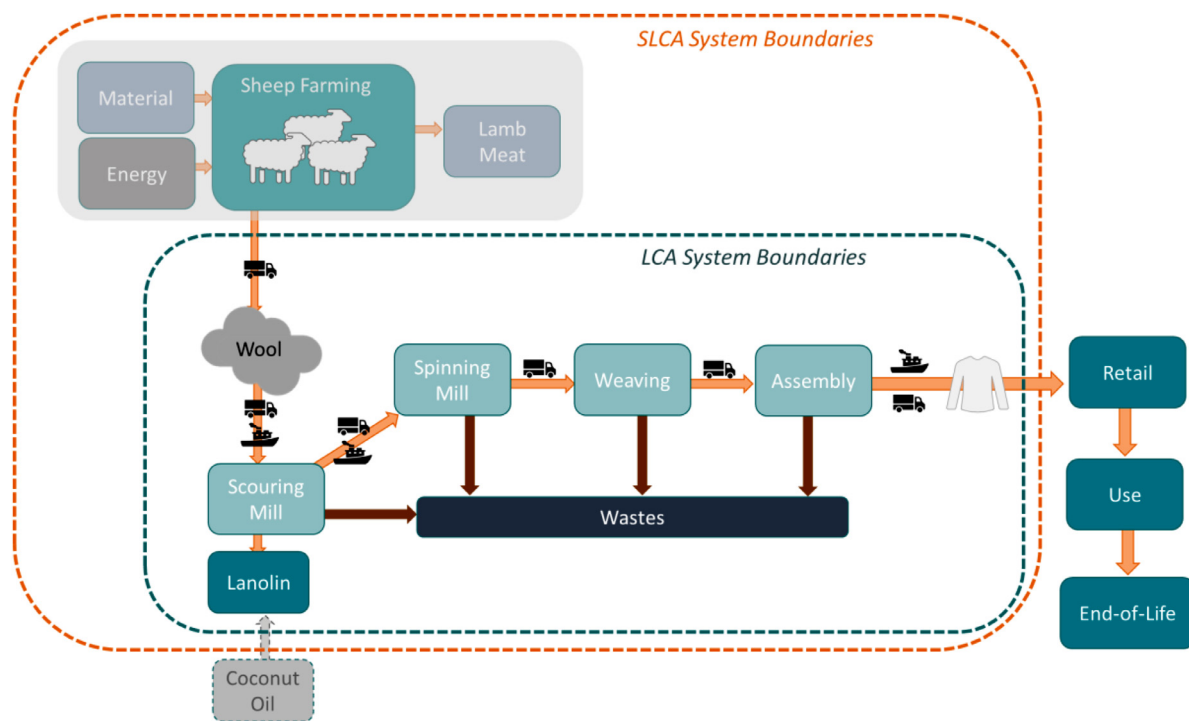 SLCA System Boundaries
Material
Sheep Farming
Lamb
Meat
Energy
LCA System Boundaries
Wool
Spinning
Mill
Weaving
Assembly
Retail
Scouring
Mill
Wastes
Use
Lanolin
End-of-Life
Coconut
Oil